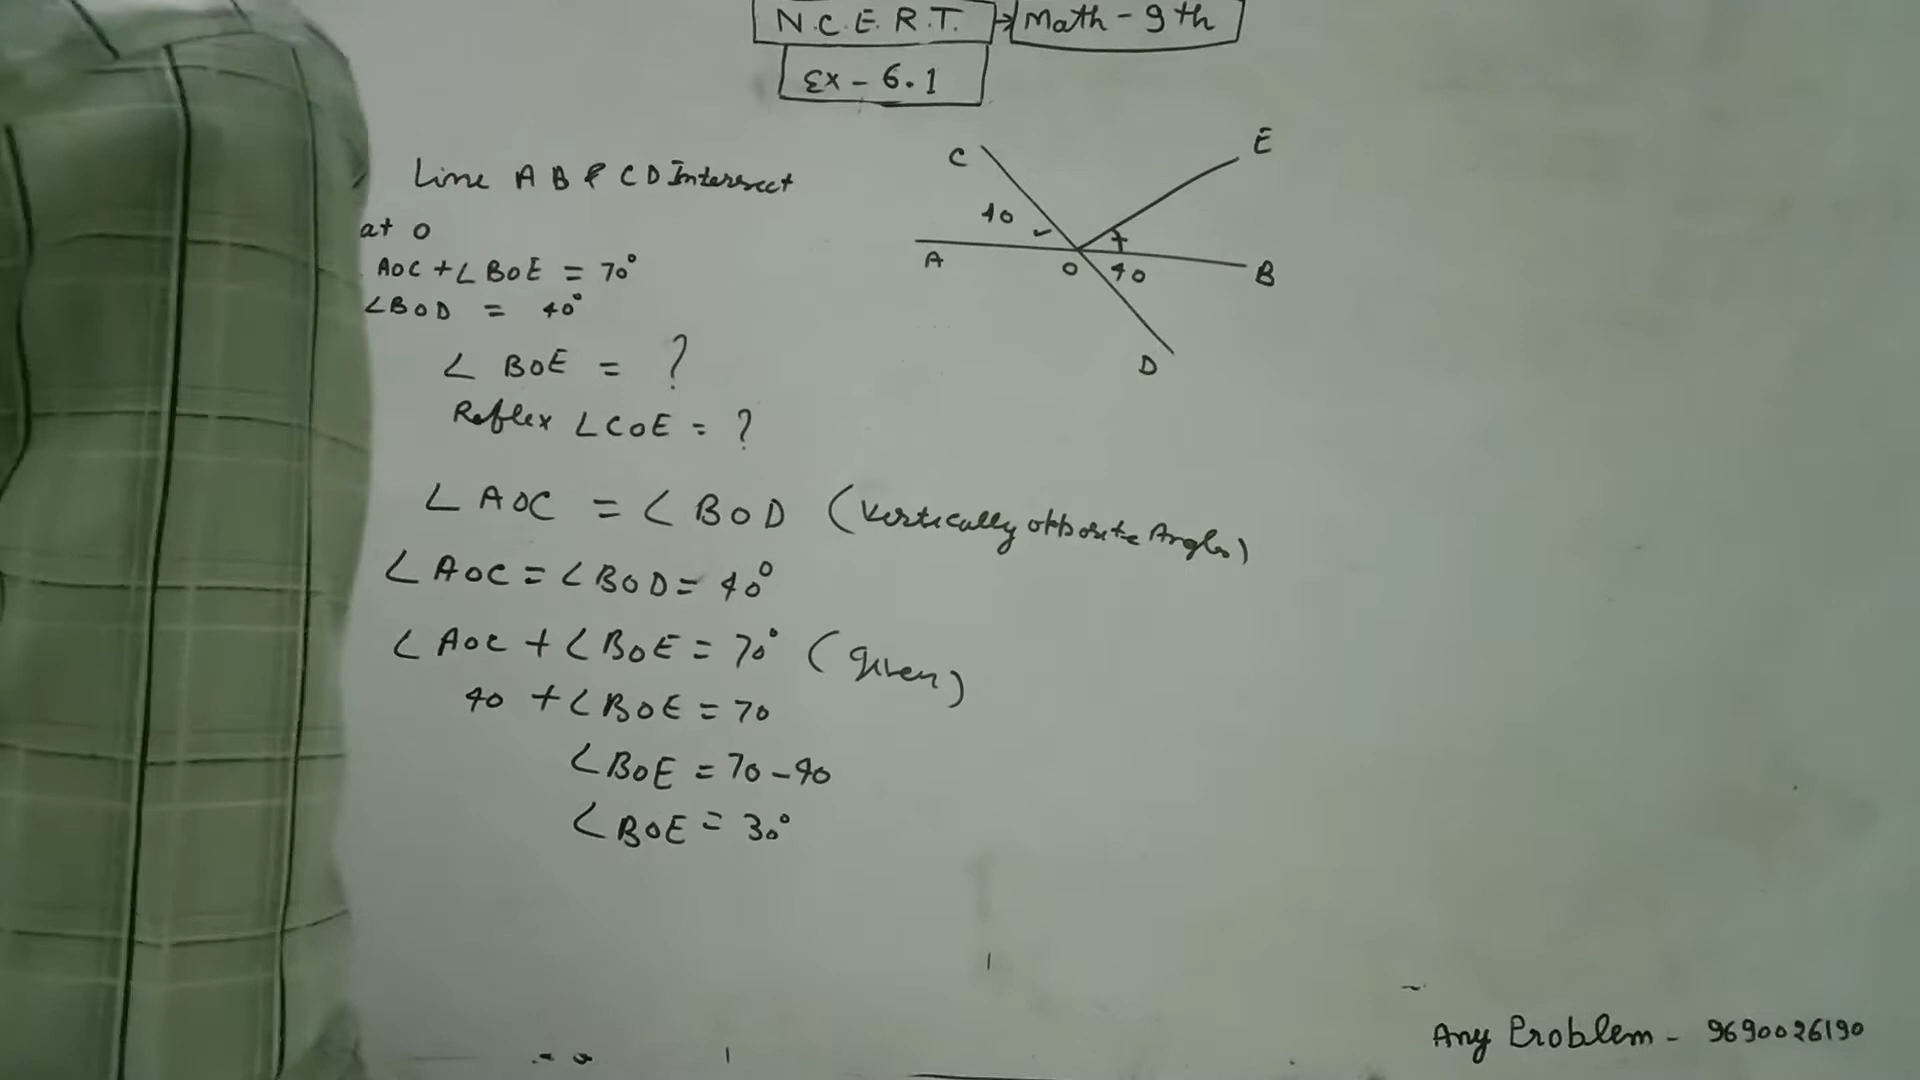 N.C.E.R.T. → Math - 9th
Ex - 6.1
Line AB & CD Intersect
at O
AOC + ∠BOE = 70°
∠BOD = 40°
∠BOE = ?
Reflex ∠COE = ?
C
E
40
A
O
40
B
D
∠AOC = ∠BOD (Vertically opposite Angles)
∠AOC = ∠BOD = 40°
∠AOC + ∠BOE = 70° (given)
40 + ∠BOE = 70
∠BOE = 70 - 40
∠BOE = 30°
Any Problem - 9690026190